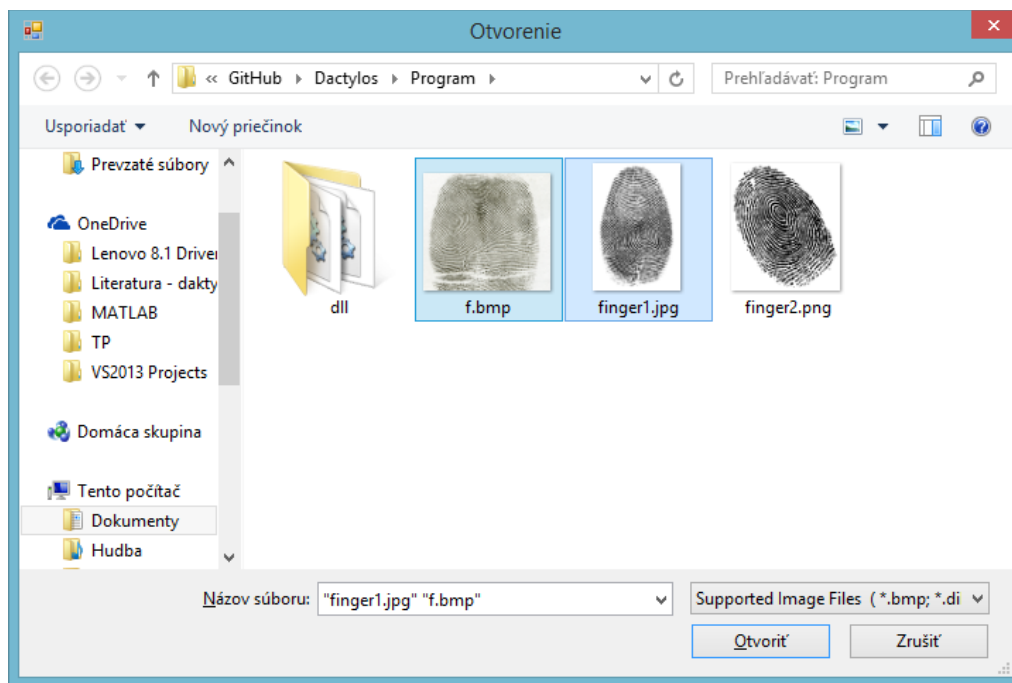 Otvorenie
« GitHub Dactylos Program
Prehľadávať: Program
Usporiadať Nový priečinok
Prevzaté súbory
OneDrive
Lenovo 8.1 Driver
Literatura - dakty
MATLAB
TP
VS2013 Projects
Domáca skupina
Tento počítač
Dokumenty
Hudba
dll
f.bmp
finger1.jpg
finger2.png
Názov súboru: "finger1.jpg" "f.bmp"
Supported Image Files ( *.bmp; *.di
Otvoriť Zrušiť